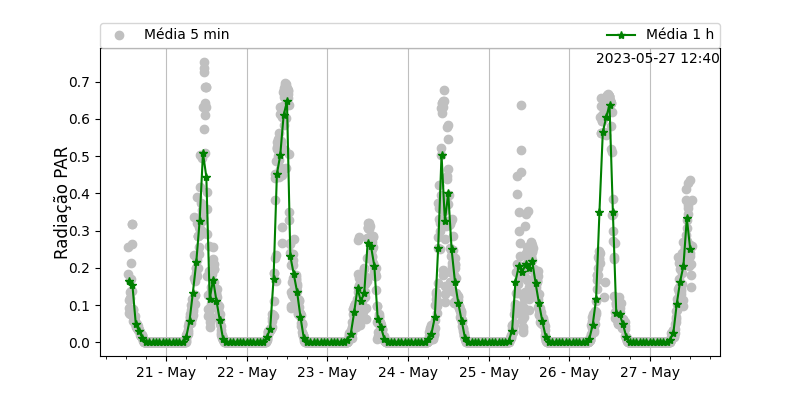 Média 5 min
Média 1 h
2023-05-27 12:40
Radiação PAR
0.7
0.6
0.5
0.4
0.3
0.2
0.1
0.0
21 - May
22 - May
23 - May
24 - May
25 - May
26 - May
27 - May